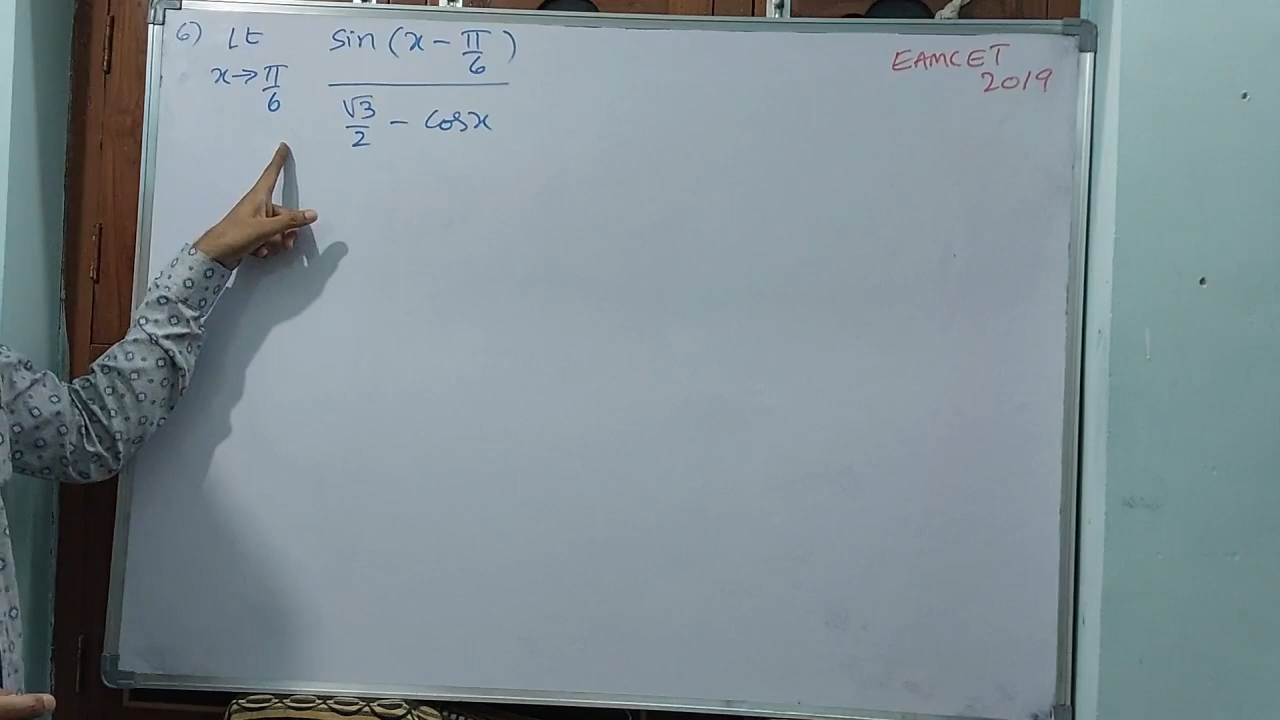 6) Lt sin (x - π/6)
x→π/6 √3/2 - cosx
EAMCET
2019